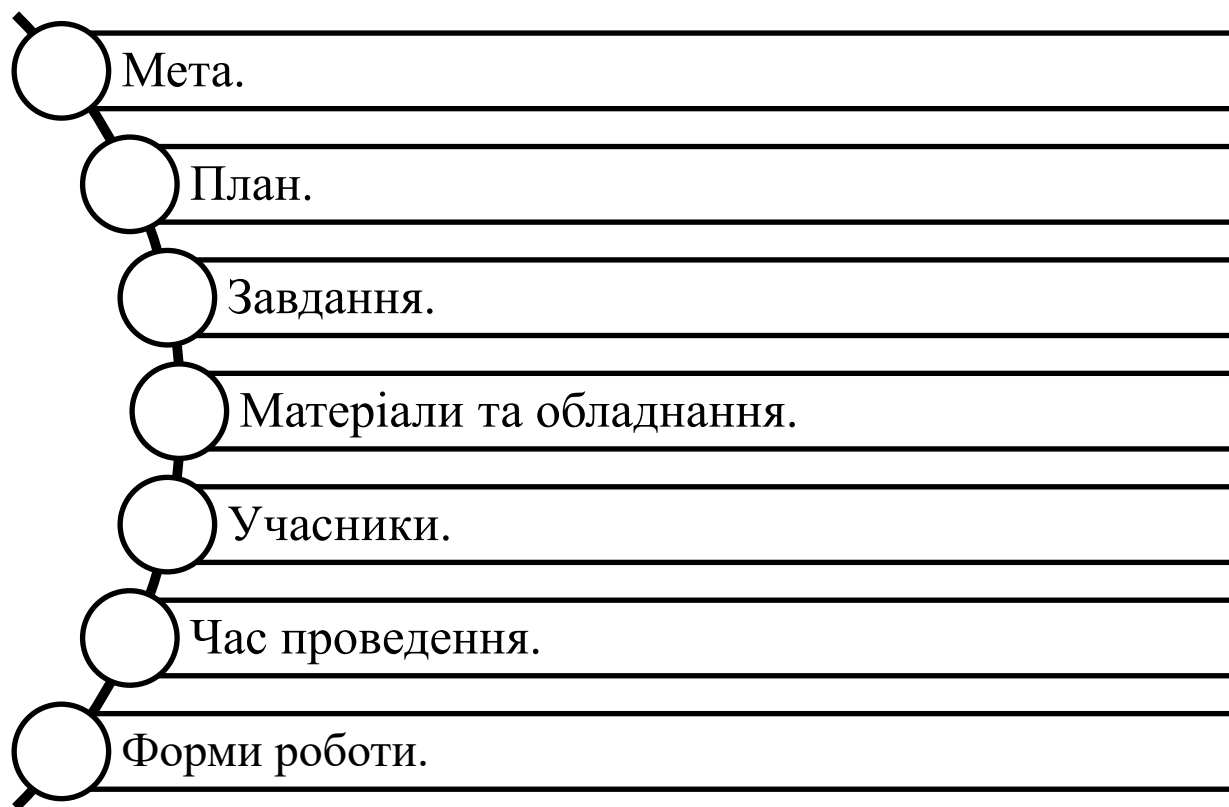 Мета.
План.
Завдання.
Матеріали та обладнання.
Учасники.
Час проведення.
Форми роботи.